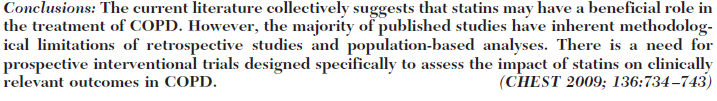 Conclusions: The current literature collectively suggests that statins may have a beneficial role in
the treatment of COPD. However, the majority of published studies have inherent methodolog-
ical limitations of retrospective studies and population-based analyses. There is a need for
prospective interventional trials designed specifically to assess the impact of statins on clinically
relevant outcomes in COPD. (CHEST 2009; 136:734–743)